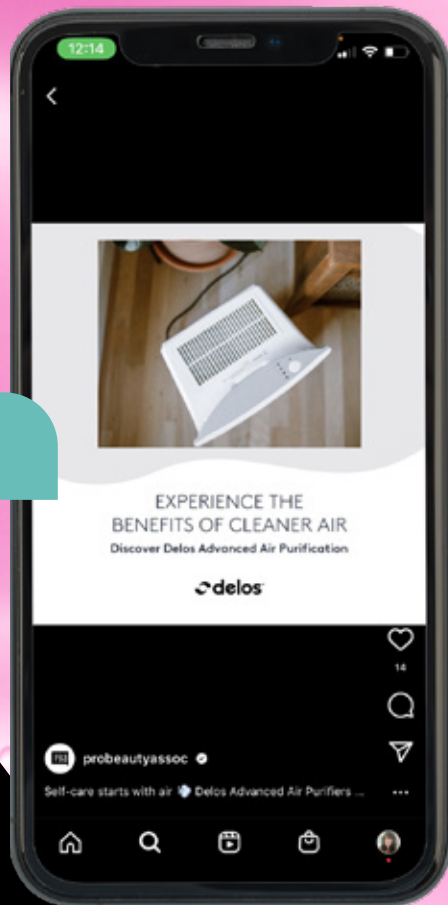 12:14
EXPERIENCE THE
BENEFITS OF CLEANER AIR
Discover Delos Advanced Air Purification
delos
14
probeautyassoc
Self-care starts with air 💨 Delos Advanced Air Purifiers ...